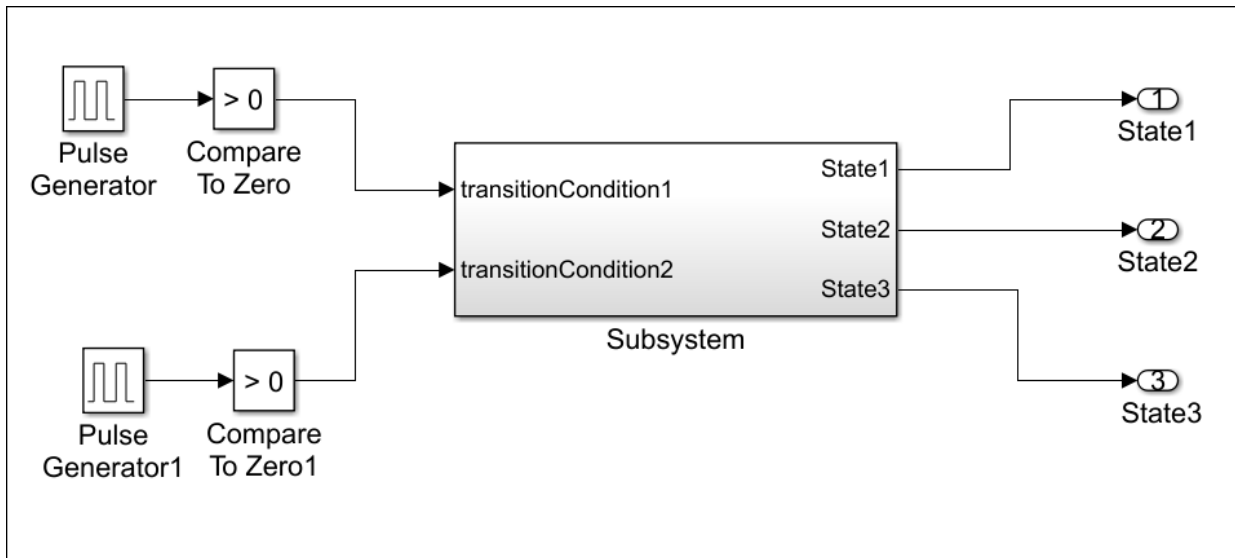 > 0
Pulse
Generator
Compare
To Zero
transitionCondition1
transitionCondition2
State1
State2
State3
Subsystem
1
State1
2
State2
3
State3
> 0
Pulse
Generator1
Compare
To Zero1